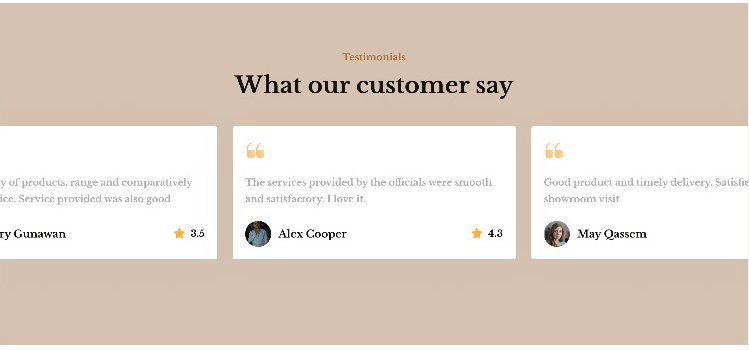 Testimonials
What our customer say
y of products, range and comparatively
ice. Service provided was also good
ry Gunawan
3.5
The services provided by the officials were smooth
and satisfactory. I love it.
Alex Cooper
4.3
Good product and timely delivery. Satisfie
showroom visit
May Qassem